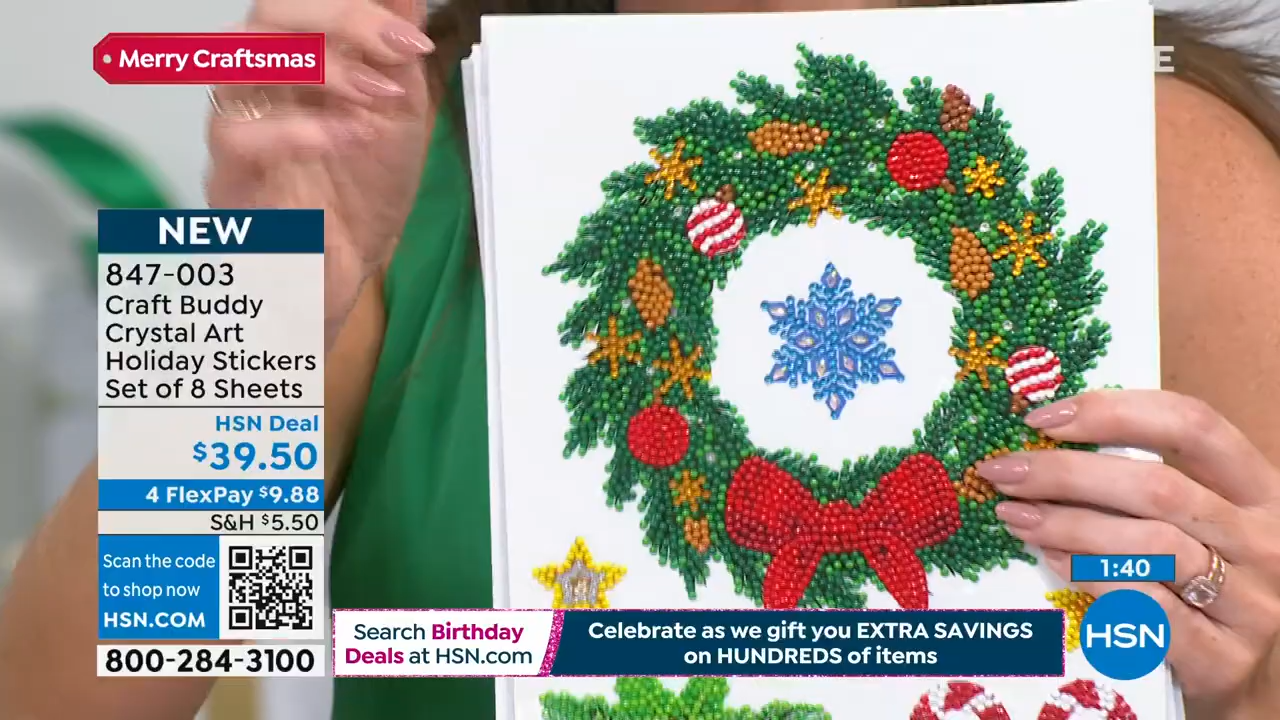 Merry Craftsmas
E
NEW
847-003
Craft Buddy
Crystal Art
Holiday Stickers
Set of 8 Sheets
HSN Deal
$39.50
4 FlexPay $9.88
S&H $5.50
Scan the code
to shop now
HSN.COM
800-284-3100
Search Birthday
Deals at HSN.com
Celebrate as we gift you EXTRA SAVINGS
on HUNDREDS of items
1:40
HSN